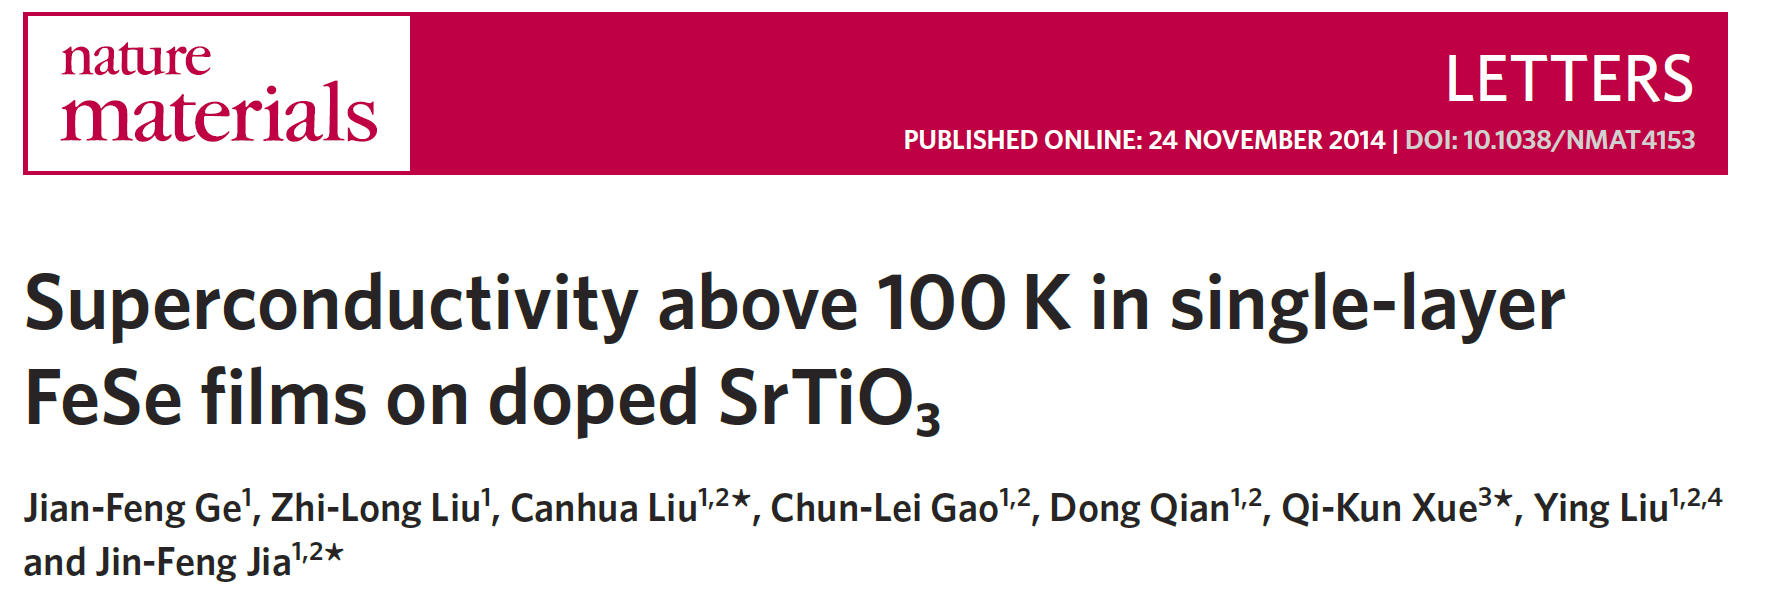 nature
materials
LETTERS
PUBLISHED ONLINE: 24 NOVEMBER 2014 | DOI: 10.1038/NMAT4153
Superconductivity above 100 K in single-layer
FeSe films on doped SrTiO₃
Jian-Feng Ge¹, Zhi-Long Liu¹, Canhua Liu¹,²★, Chun-Lei Gao¹,², Dong Qian¹,², Qi-Kun Xue³★, Ying Liu¹,²,⁴
and Jin-Feng Jia¹,²★